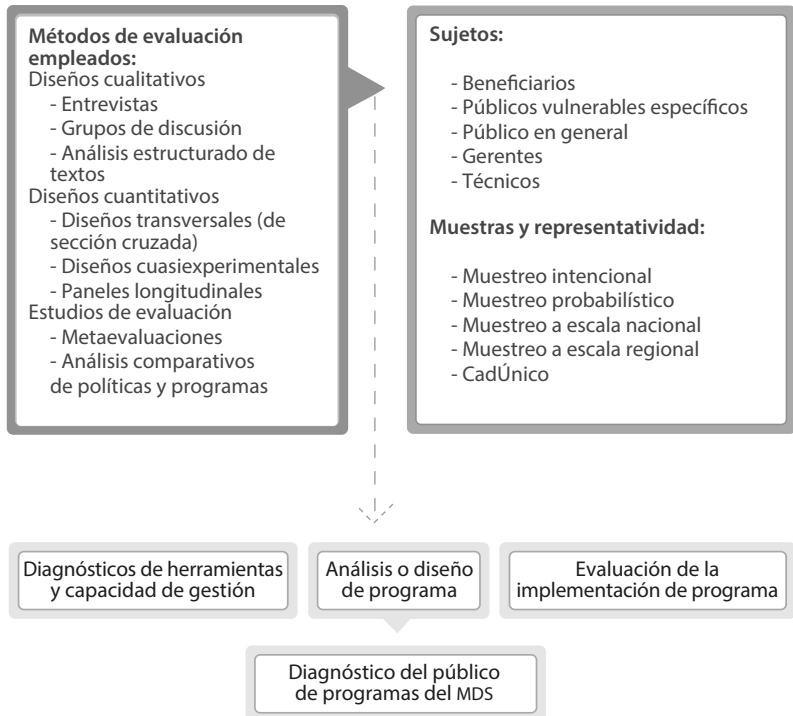 Métodos de evaluación
empleados:
Diseños cualitativos
- Entrevistas
- Grupos de discusión
- Análisis estructurado de
textos
Diseños cuantitativos
- Diseños transversales (de
sección cruzada)
- Diseños cuasiexperimentales
- Paneles longitudinales
Estudios de evaluación
- Metaevaluaciones
- Análisis comparativos
de políticas y programas
Sujetos:
- Beneficiarios
- Públicos vulnerables específicos
- Público en general
- Gerentes
- Técnicos
Muestras y representatividad:
- Muestreo intencional
- Muestreo probabilístico
- Muestreo a escala nacional
- Muestreo a escala regional
- CadÚnico
Diagnósticos de herramientas
y capacidad de gestión
Análisis o diseño
de programa
Evaluación de la
implementación de programa
Diagnóstico del público
de programas del MDS